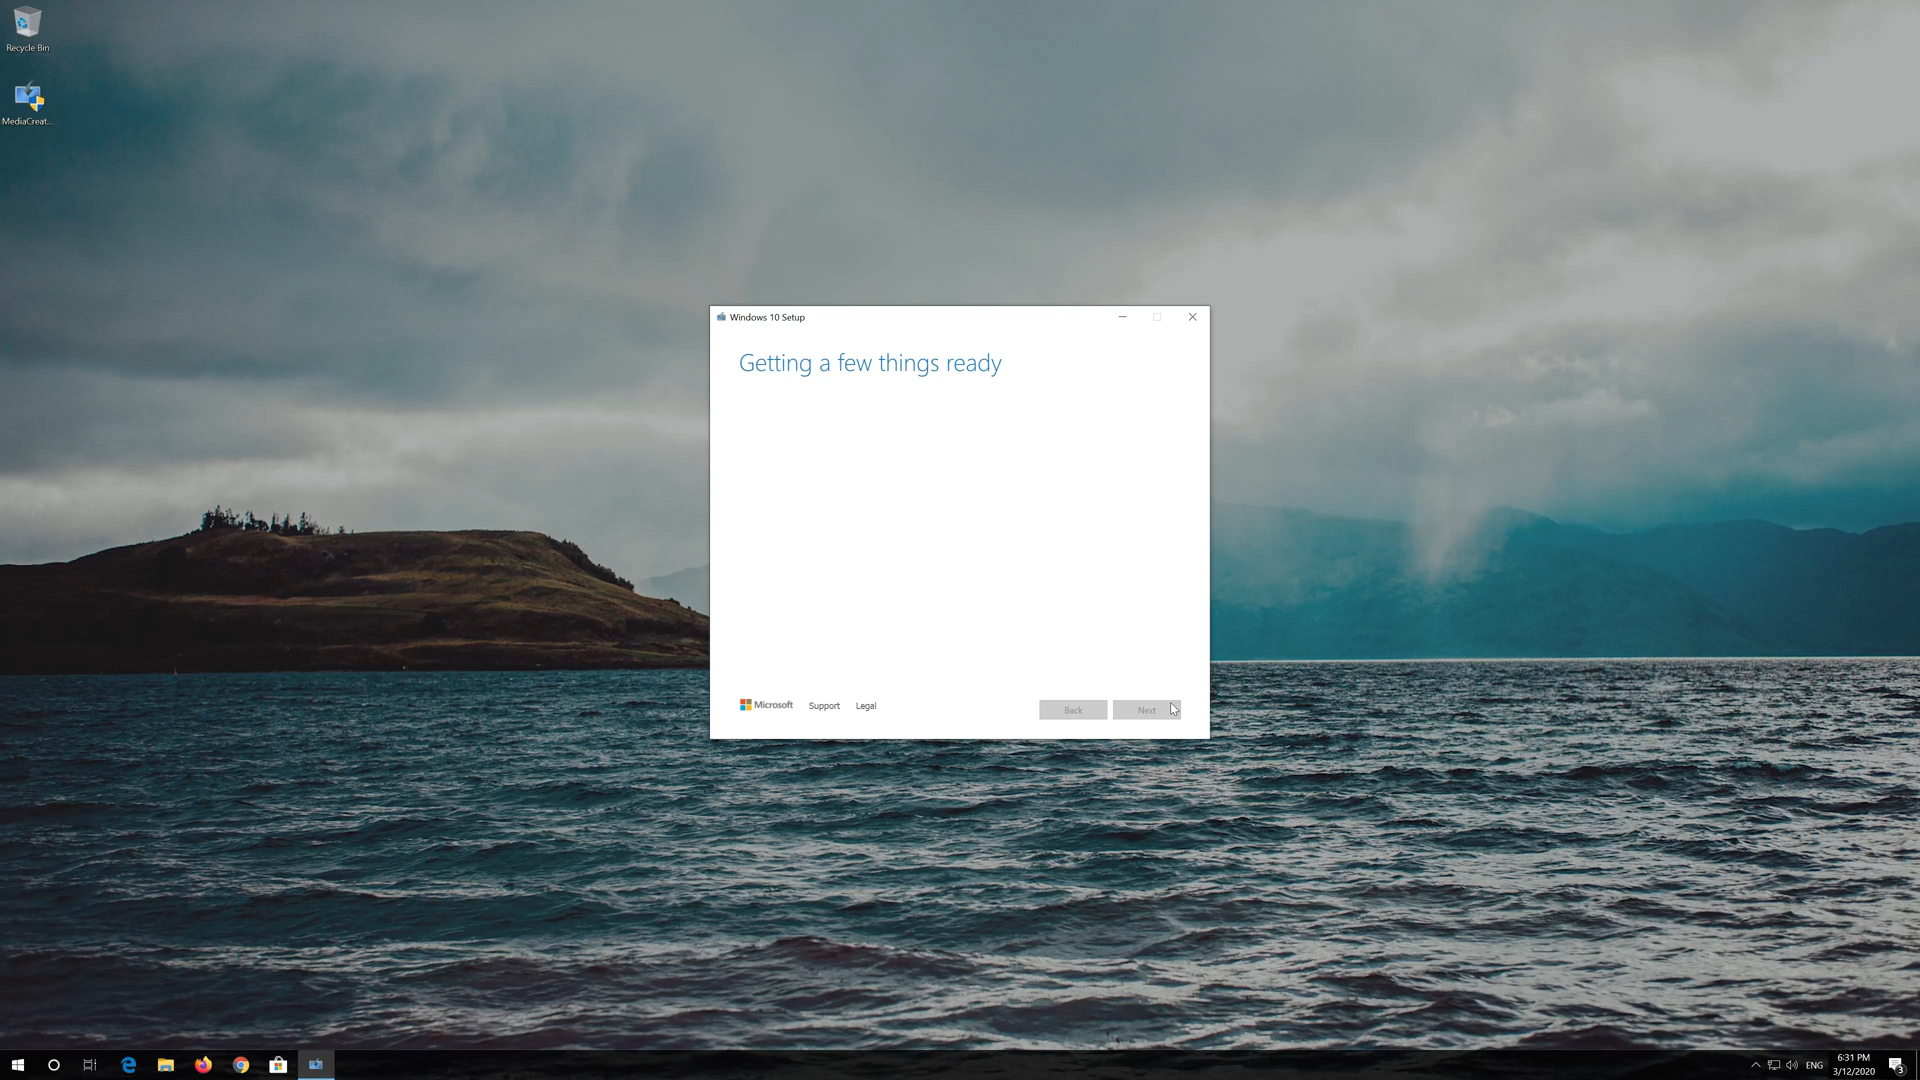 Recycle Bin
MediaCreat...
Windows 10 Setup
Getting a few things ready
Microsoft Support Legal
Back Next
ENG
6:31 PM
3/12/2020
3